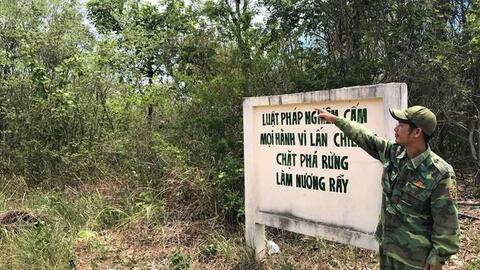 LUẬT PHÁP NGHIÊM CẤM
MỌI HÀNH VI LẤN CHIẾM
CHẶT PHÁ RỪNG
LÀM NƯƠNG RẪY